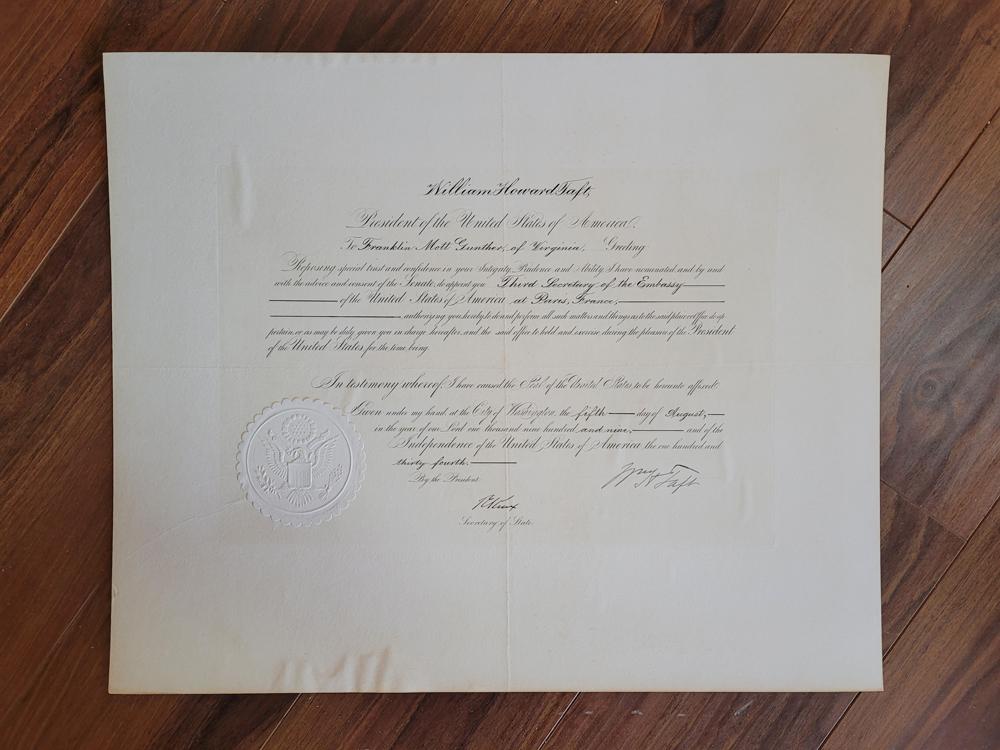 William Howard Taft,
President of the United States of America.
To Franklin Mott Gunther, of Virginia, Greeting:
Reposing special trust and confidence in your Integrity, Prudence and Ability I have nominated, and by and
with the advice and consent of the Senate, do appoint you Third Secretary of the Embassy
of the United States of America at Paris, France,
authorizing you hereby to do and perform all such matters and things as to the said place or Office do ap
pertain, or as may be duly given you in charge hereafter, and the said office to hold and exercise during the pleasure of the President
of the United States for the time being.
In testimony whereof, I have caused the Seal of the United States to be hereunto affixed.
Given under my hand at the City of Washington, the fifth day of August,
in the year of our Lord one thousand nine hundred and nine, and of the
Independence of the United States of America the one hundred and
thirty fourth.
By the President:
Wm H Taft
P C Knox
Secretary of State.